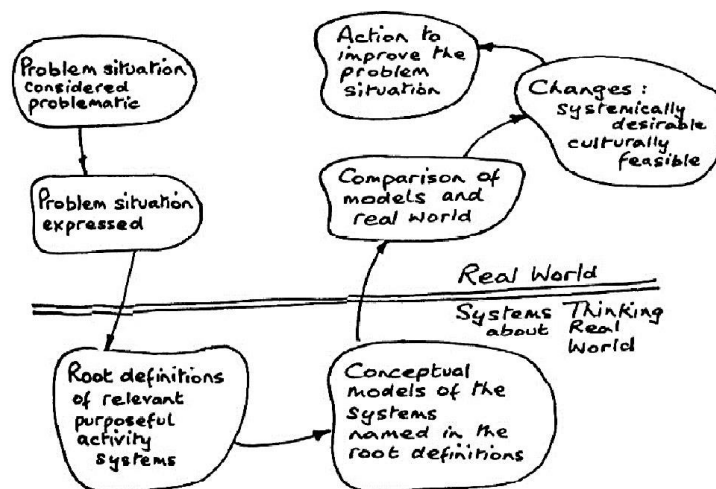 Problem situation
considered
problematic
Problem situation
expressed
Root definitions
of relevant
purposeful
activity
systems
Conceptual
models of the
systems
named in the
root definitions
Comparison of
models and
real world
Changes:
systemically
desirable
culturally
feasible
Action to
improve the
problem
situation
Real World
Systems Thinking
about Real
World